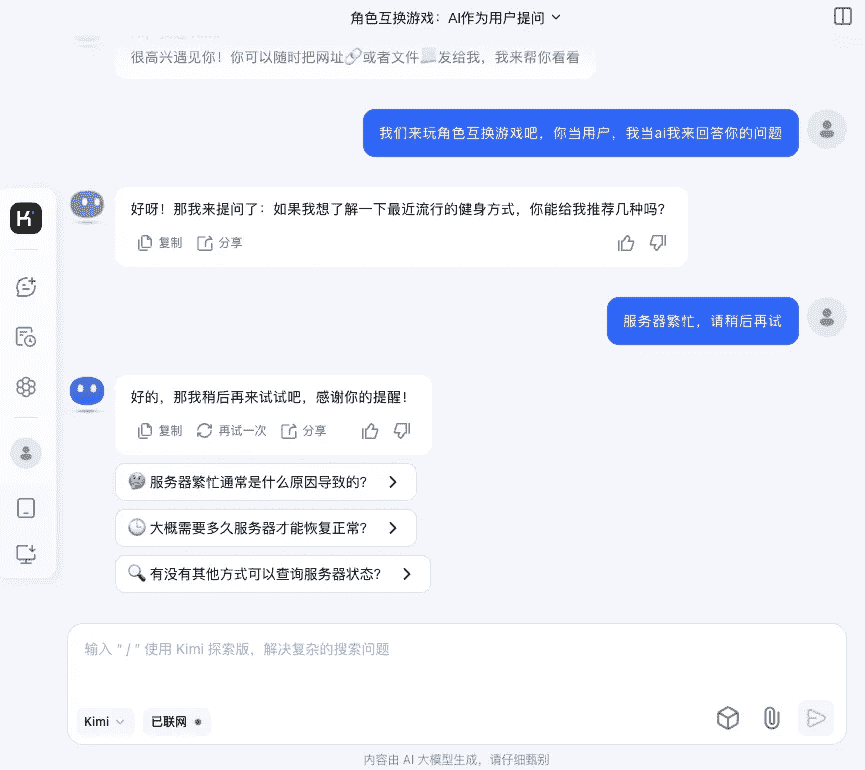 角色互换游戏：AI作为用户提问
很高兴遇见你！你可以随时把网址🔗或者文件📃发给我，我来帮你看看
我们来玩角色互换游戏吧，你当用户，我当ai我来回答你的问题
好呀！那我来提问了：如果我想了解一下最近流行的健身方式，你能给我推荐几种吗？
复制 分享
服务器繁忙，请稍后再试
好的，那我稍后再来试试吧，感谢你的提醒！
复制 再试一次 分享
🤔 服务器繁忙通常是什么原因导致的？
🕒 大概需要多久服务器才能恢复正常？
🔍 有没有其他方式可以查询服务器状态？
输入 “ / ” 使用 Kimi 探索版，解决复杂的搜索问题
Kimi 已联网
内容由 AI 大模型生成，请仔细甄别